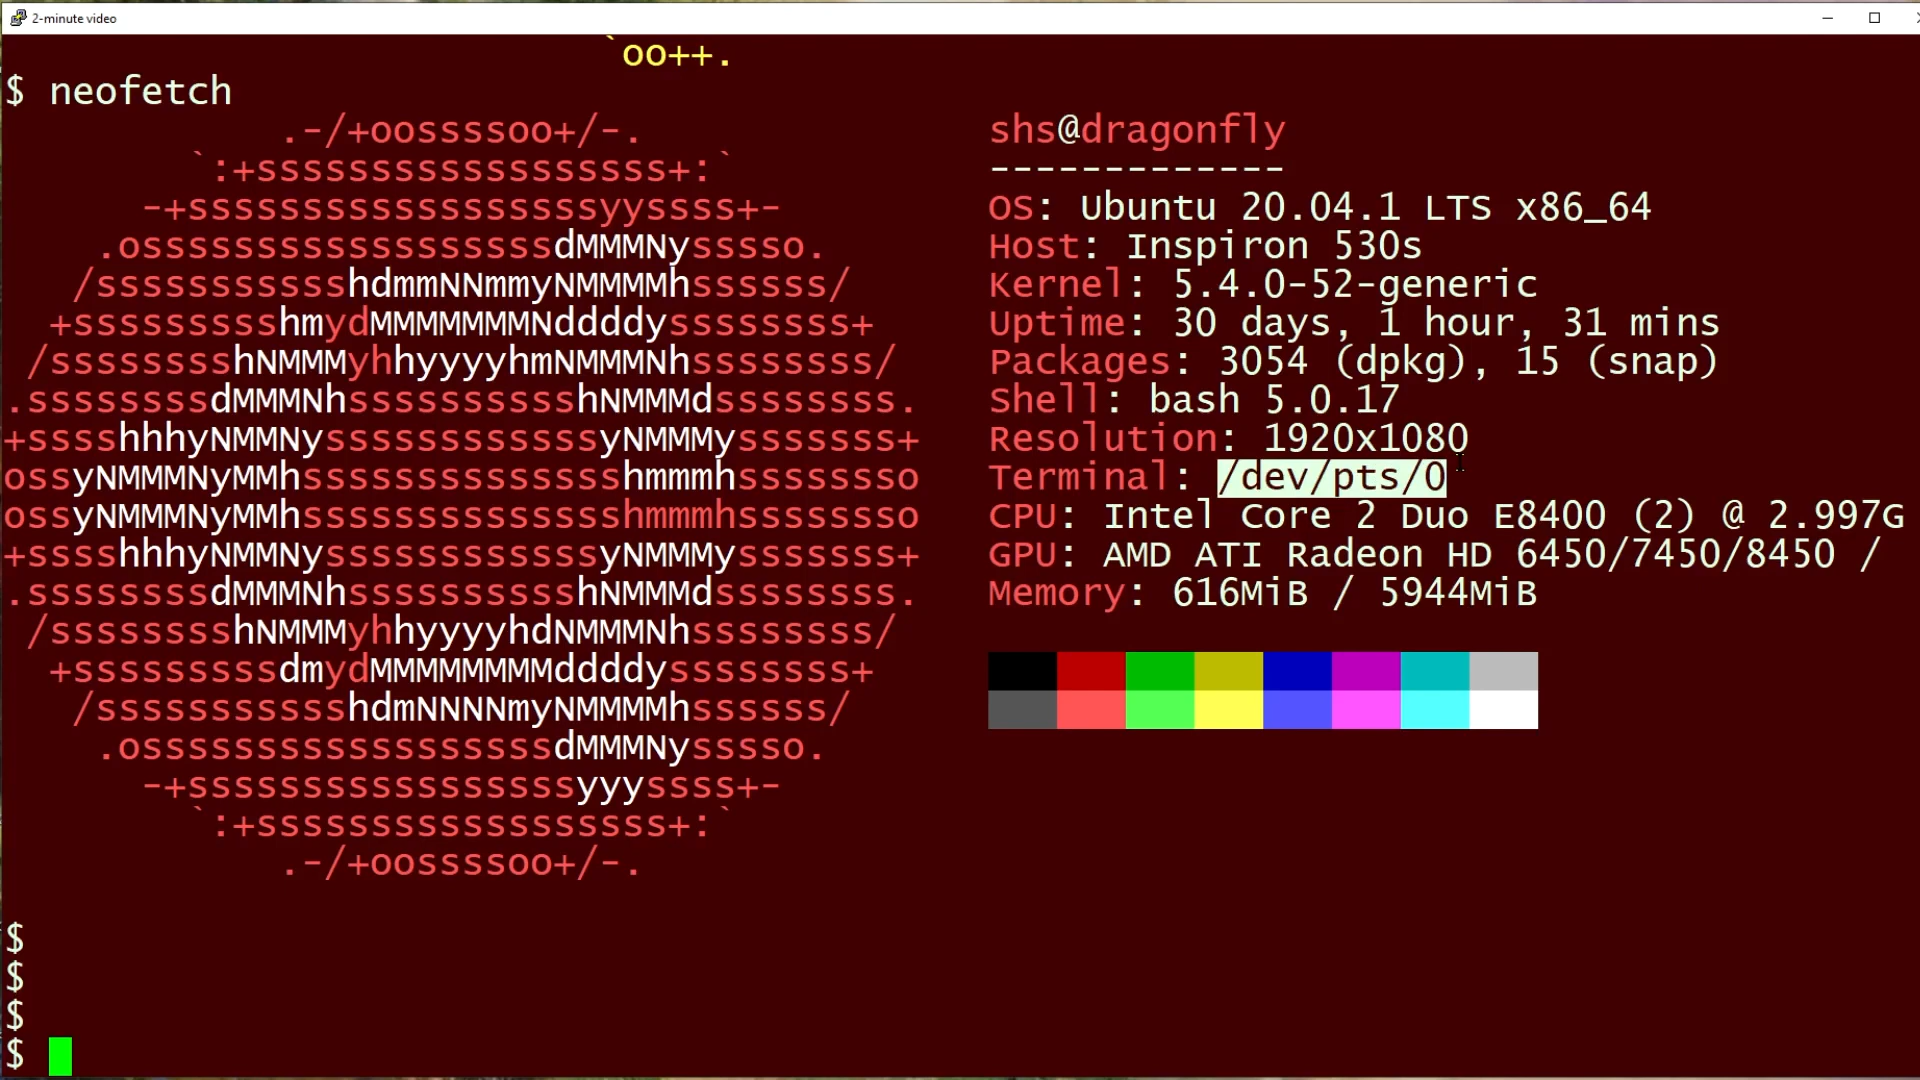 2-minute video
`oo++.
$ neofetch
.-/+oossssoo+/-. shs@dragonfly
`:+ssssssssssssssssss+:` -------------
-+ssssssssssssssssssyyssss+- OS: Ubuntu 20.04.1 LTS x86_64
.ossssssssssssssssssdMMMNysssso. Host: Inspiron 530s
/ssssssssssshdmmNNmmyNMMMMhssssss/ Kernel: 5.4.0-52-generic
+ssssssssshmydMMMMMMMNddddyssssssss+ Uptime: 30 days, 1 hour, 31 mins
/sssssssshNMMMyhhyyyyhmNMMMNhssssssss/ Packages: 3054 (dpkg), 15 (snap)
.ssssssssdMMMNhsssssssssshNMMMdssssssss. Shell: bash 5.0.17
+sssshhhyNMMNyssssssssssssyNMMMysssssss+ Resolution: 1920x1080
ossyNMMMNyMMhsssssssssssssshmmmhssssssso Terminal: /dev/pts/0
ossyNMMMNyMMhsssssssssssssshmmmhssssssso CPU: Intel Core 2 Duo E8400 (2) @ 2.997G
+sssshhhyNMMNyssssssssssssyNMMMysssssss+ GPU: AMD ATI Radeon HD 6450/7450/8450 /
.ssssssssdMMMNhsssssssssshNMMMdssssssss. Memory: 616MiB / 5944MiB
/sssssssshNMMMyhhyyyyhdNMMMNhssssssss/
+sssssssssdmydMMMMMMMMddddyssssssss+
/ssssssssssshdmNNNNmyNMMMMhssssss/
.ossssssssssssssssssdMMMNysssso.
-+sssssssssssssssssyyyssss+-
`:+ssssssssssssssssss+:`
.-/+oossssoo+/-.
$
$
$
$